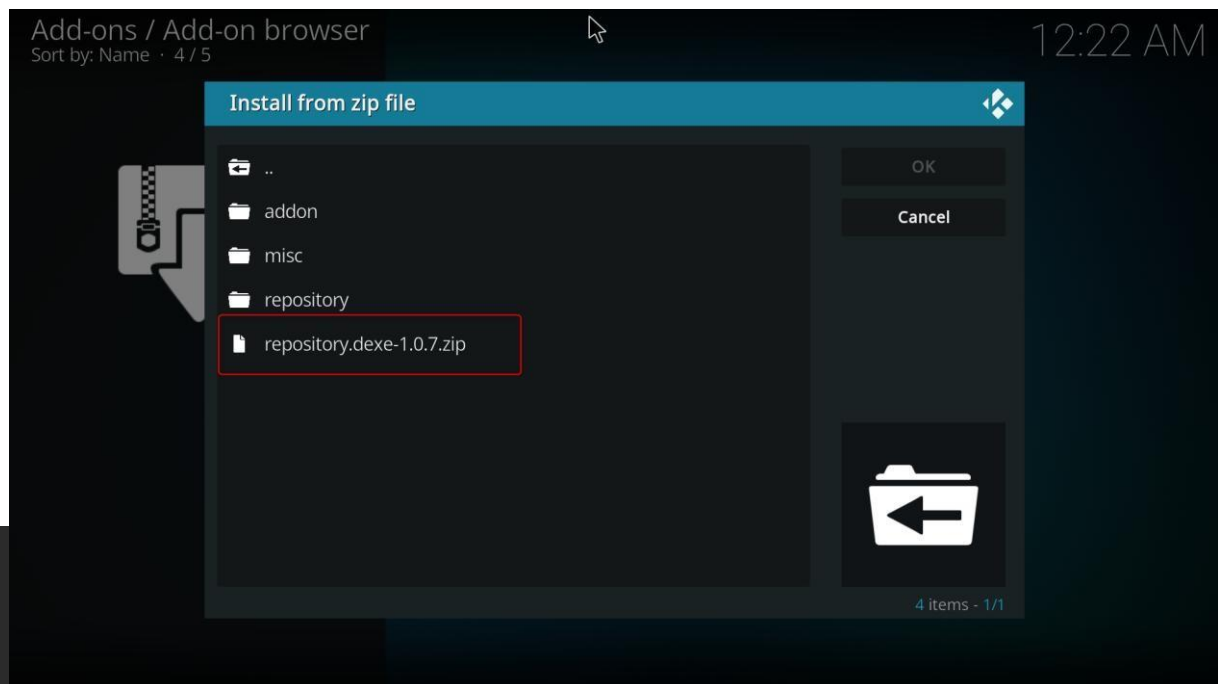 Add-ons / Add-on browser
Sort by: Name · 4 / 5
12:22 AM
Install from zip file
..
addon
misc
repository
repository.dexe-1.0.7.zip
OK
Cancel
4 items - 1/1